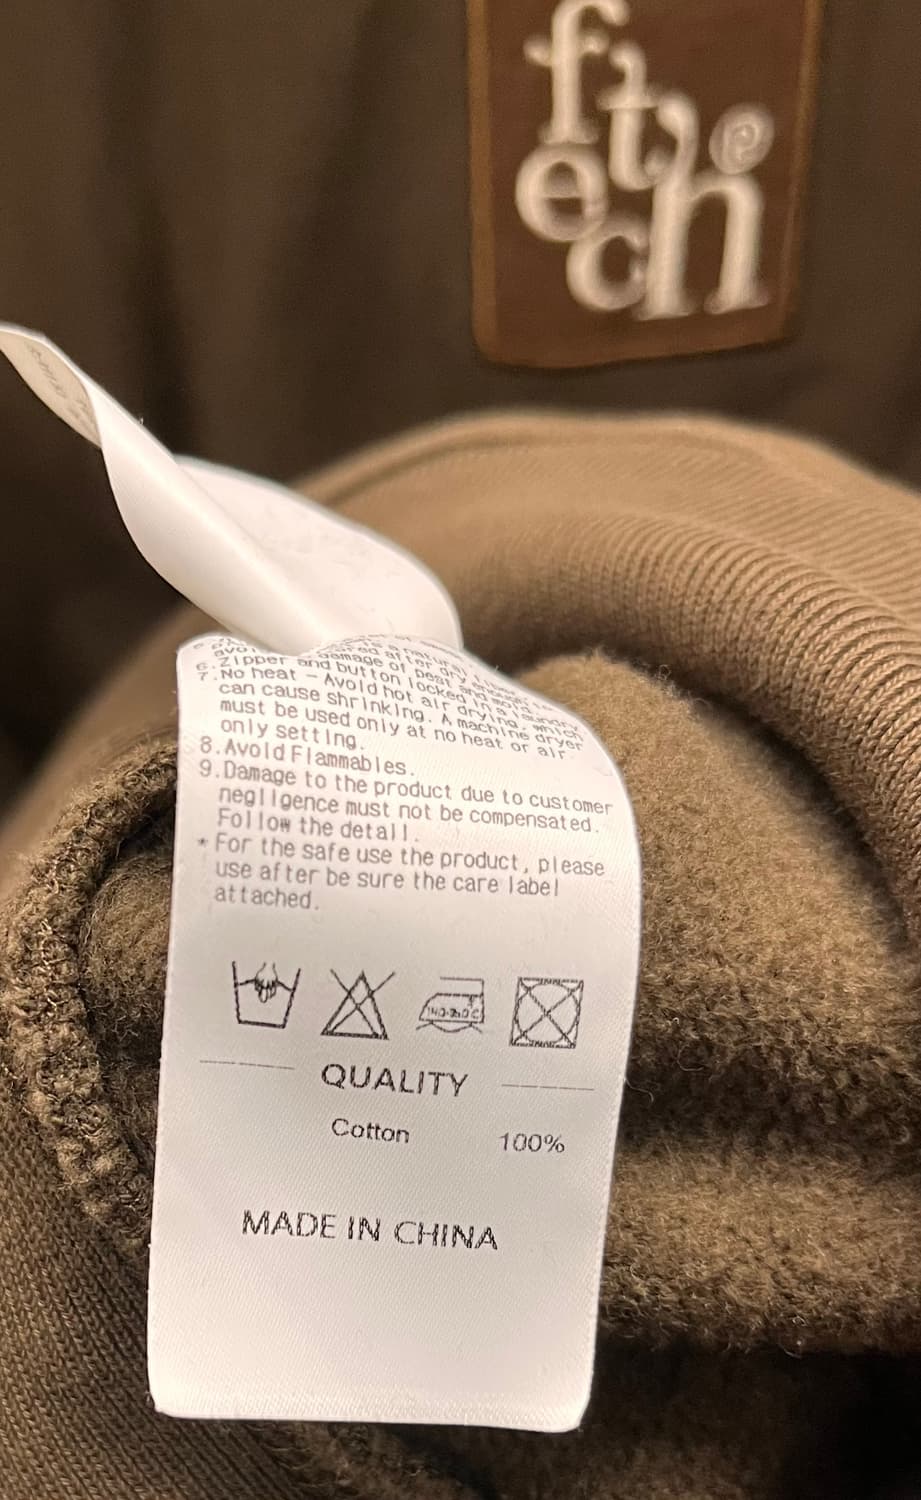 fetch
6.Zipper and button locked in a laundry
7.No heat – Avoid hot air drying, which
can cause shrinking. A machine dryer
must be used only at no heat or air
only setting.
8.Avoid Flammables.
9.Damage to the product due to customer
negligence must not be compensated.
Follow the detail.
* For the safe use the product, please
use after be sure the care label
attached.
QUALITY
Cotton 100%
MADE IN CHINA